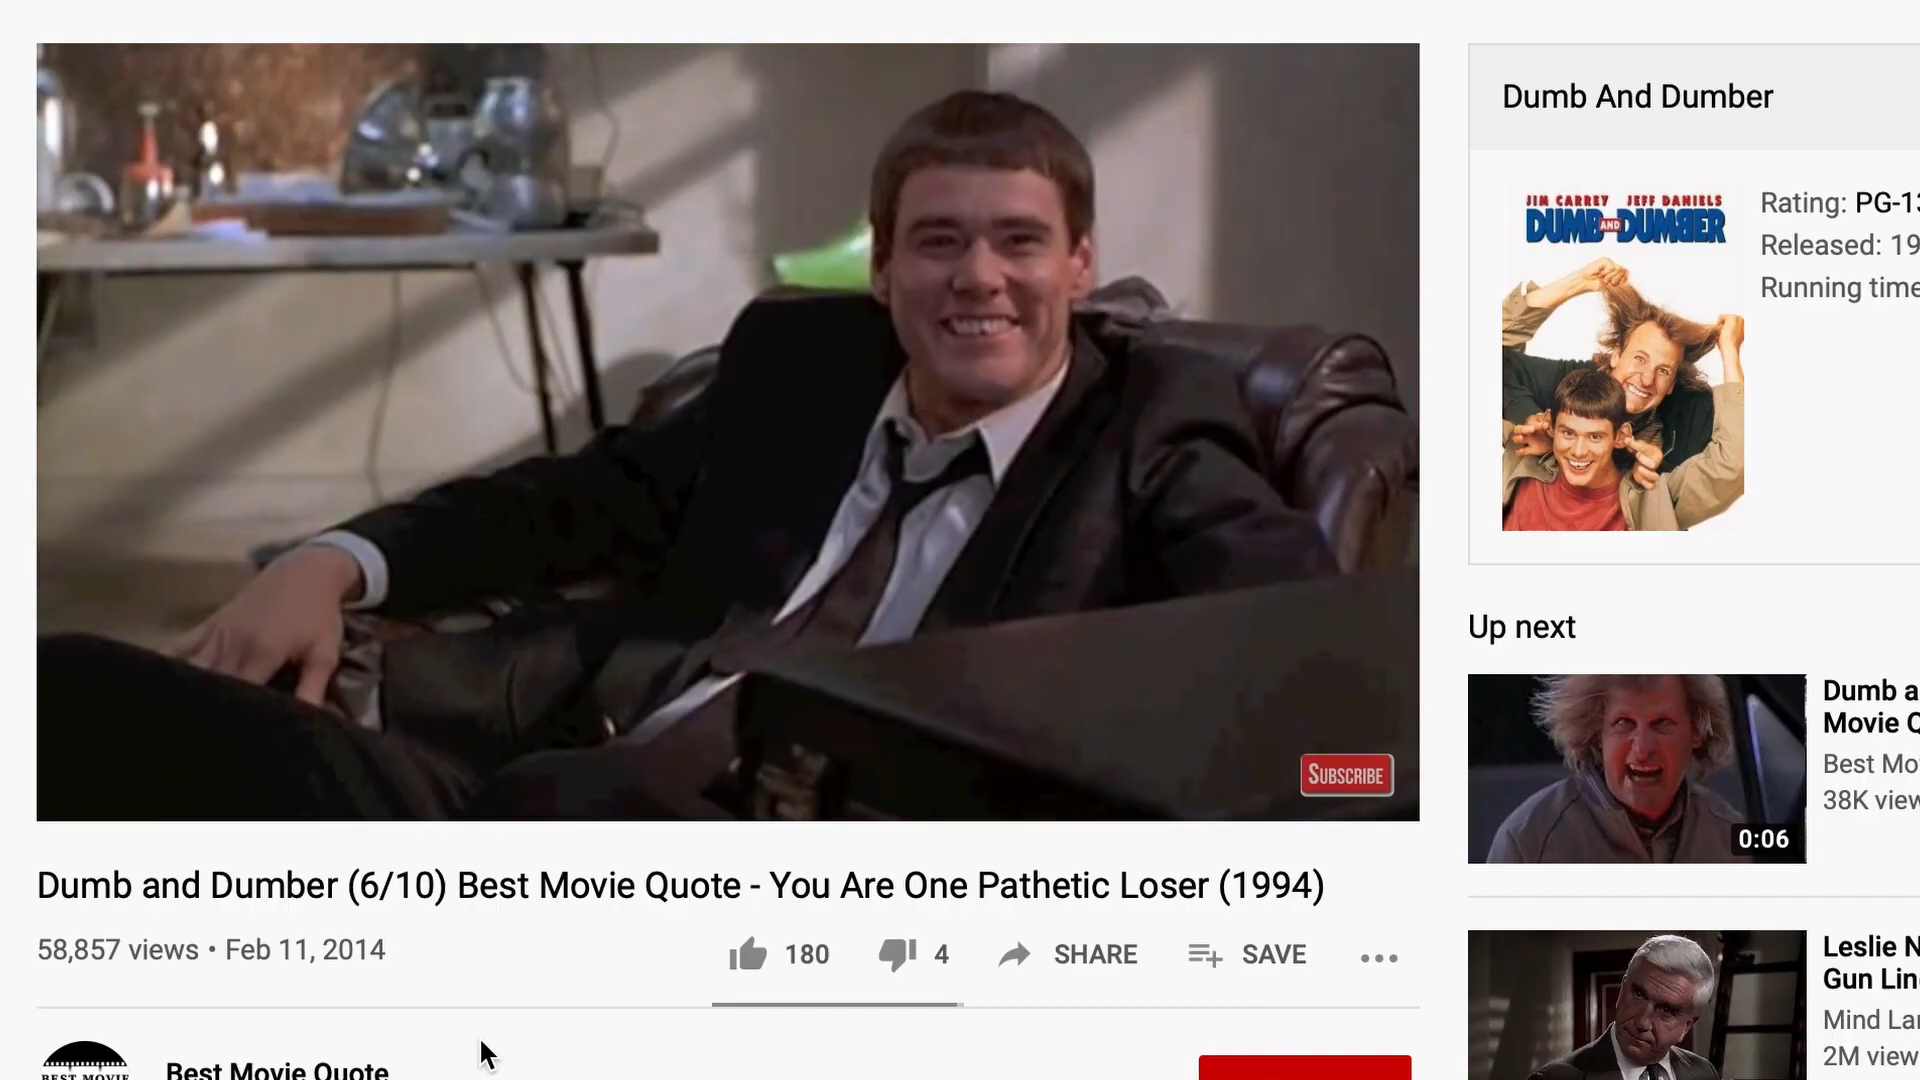 SUBSCRIBE
Dumb and Dumber (6/10) Best Movie Quote - You Are One Pathetic Loser (1994)
58,857 views • Feb 11, 2014
180
4
SHARE
SAVE
BEST MOVIE
Best Movie Quote
Dumb And Dumber
JIM CARREY JEFF DANIELS
DUMB AND DUMBER
Rating: PG-13
Released: 19
Running time
Up next
0:06
Dumb a
Movie Q
Best Mo
38K view
Leslie N
Gun Lin
Mind La
2M view